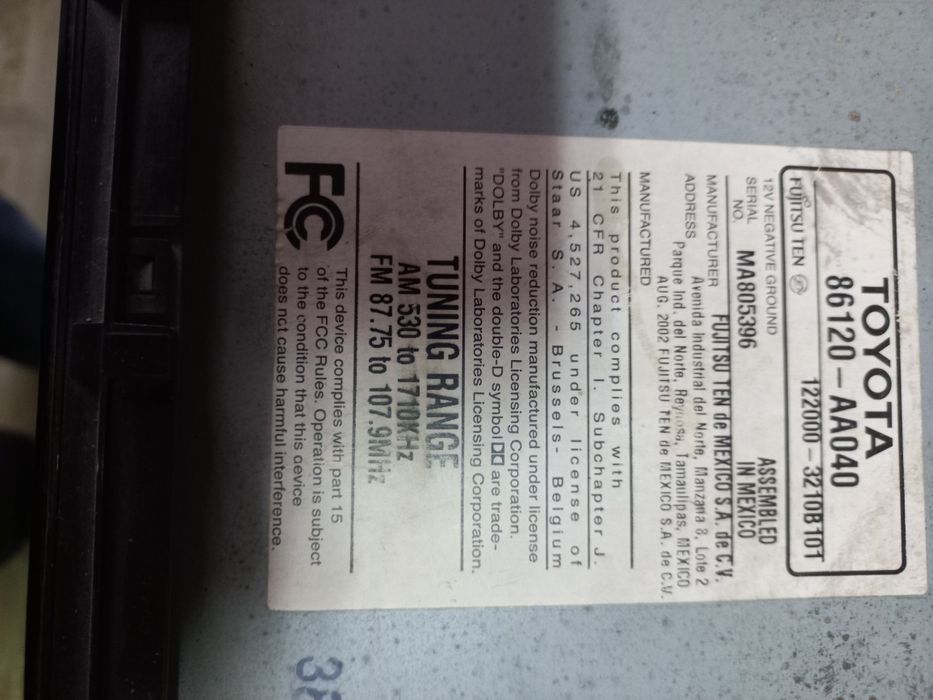 TOYOTA
86120-AA040
122000-3210B101
FUJITSU TEN
12V NEGATIVE GROUND
ASSEMBLED
IN MEXICO
SERIAL NO. MA805396
MANUFACTURER FUJITSU TEN de MEXICO S.A. de C.V.
ADDRESS Avenida Industrial del Norte, Manzana 8, Lote 2
Parque Ind. del Norte, Reynosa, Tamaulipas, MEXICO
MANUFACTURED AUG. 2002 FUJITSU TEN de MEXICO S.A. de C.V.
This product complies with
21 CFR Chapter I. Subchapter J.
US 4,527,265 under license of
Staar S.A. - Brussels - Belgium
Dolby noise reduction manufactured under license
from Dolby Laboratories Licensing Corporation.
"DOLBY" and the double-D symbol are trade-
marks of Dolby Laboratories Licensing Corporation.
TUNING RANGE
AM 530 to 1710KHz
FM 87.75 to 107.9MHz
FC
This device complies with part 15
of the FCC Rules. Operation is subject
to the condition that this device
does not cause harmful interference.